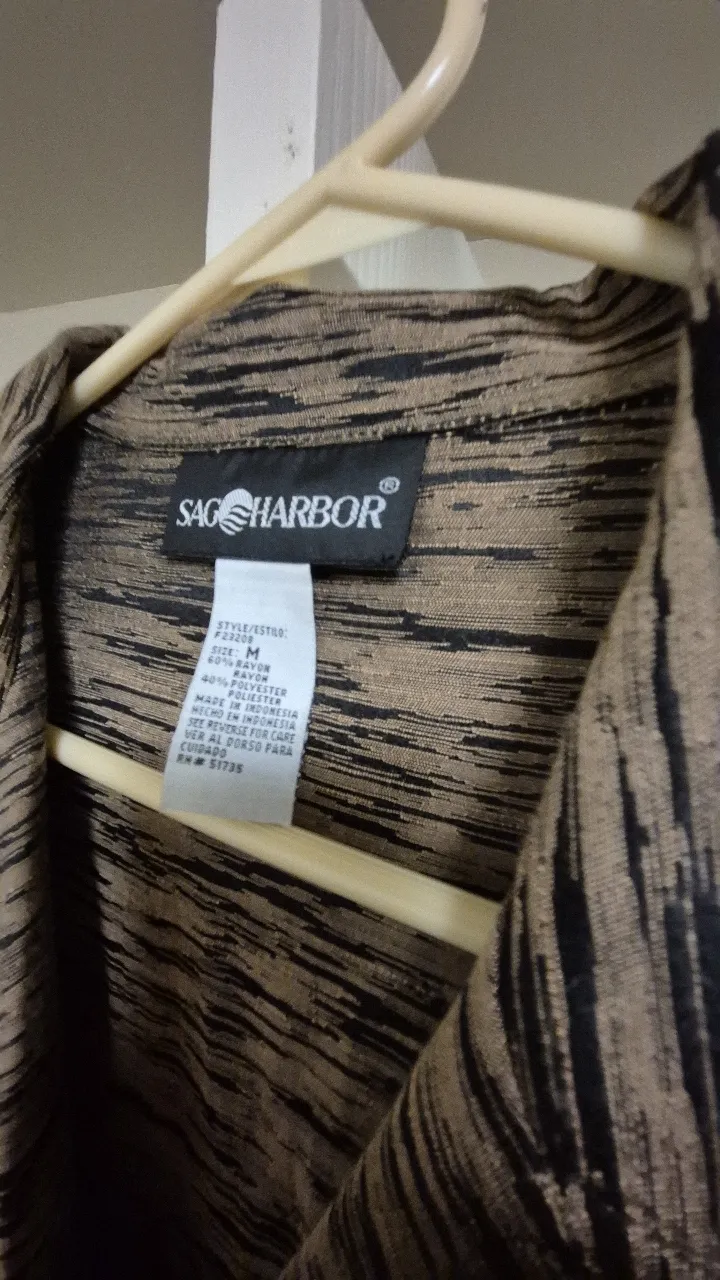 SAG HARBOR®
STYLE/ESTILO:
F23208
SIZE: M
60% RAYON
RAYON
40% POLYESTER
POLIESTER
MADE IN INDONESIA
HECHO EN INDONESIA
SEE REVERSE FOR CARE
VER AL DORSO PARA
CUIDADO
RN# 51735